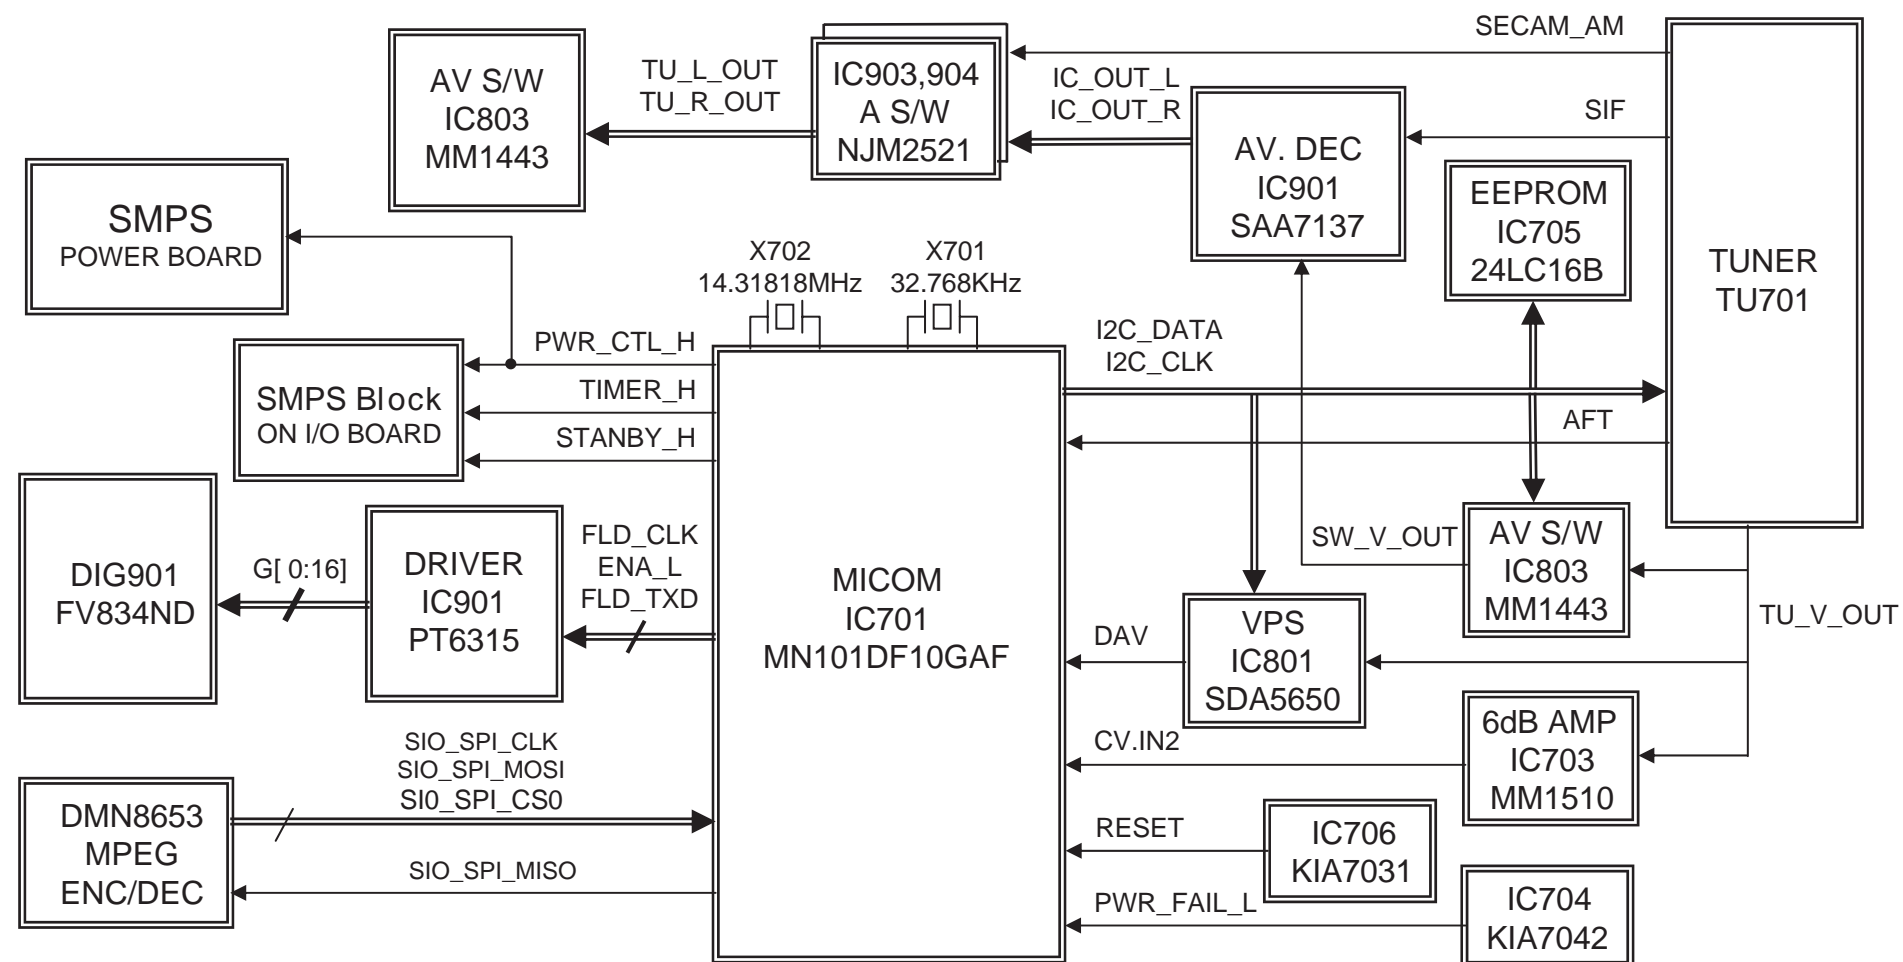 SECAM_AM
AV S/W
IC803
MM1443
TU_L_OUT
TU_R_OUT
IC903,904
A S/W
NJM2521
IC_OUT_L
IC_OUT_R
SIF
AV. DEC
IC901
SAA7137
EEPROM
IC705
24LC16B
TUNER
TU701
SMPS
POWER BOARD
X702
14.31818MHz
X701
32.768KHz
I2C_DATA
I2C_CLK
PWR_CTL_H
TIMER_H
STANBY_H
SMPS Block
ON I/O BOARD
AFT
DIG901
FV834ND
G[ 0:16]
DRIVER
IC901
PT6315
FLD_CLK
ENA_L
FLD_TXD
MICOM
IC701
MN101DF10GAF
SW_V_OUT
AV S/W
IC803
MM1443
TU_V_OUT
DAV
VPS
IC801
SDA5650
CV.IN2
6dB AMP
IC703
MM1510
DMN8653
MPEG
ENC/DEC
SIO_SPI_CLK
SIO_SPI_MOSI
SI0_SPI_CS0
SIO_SPI_MISO
RESET
IC706
KIA7031
PWR_FAIL_L
IC704
KIA7042